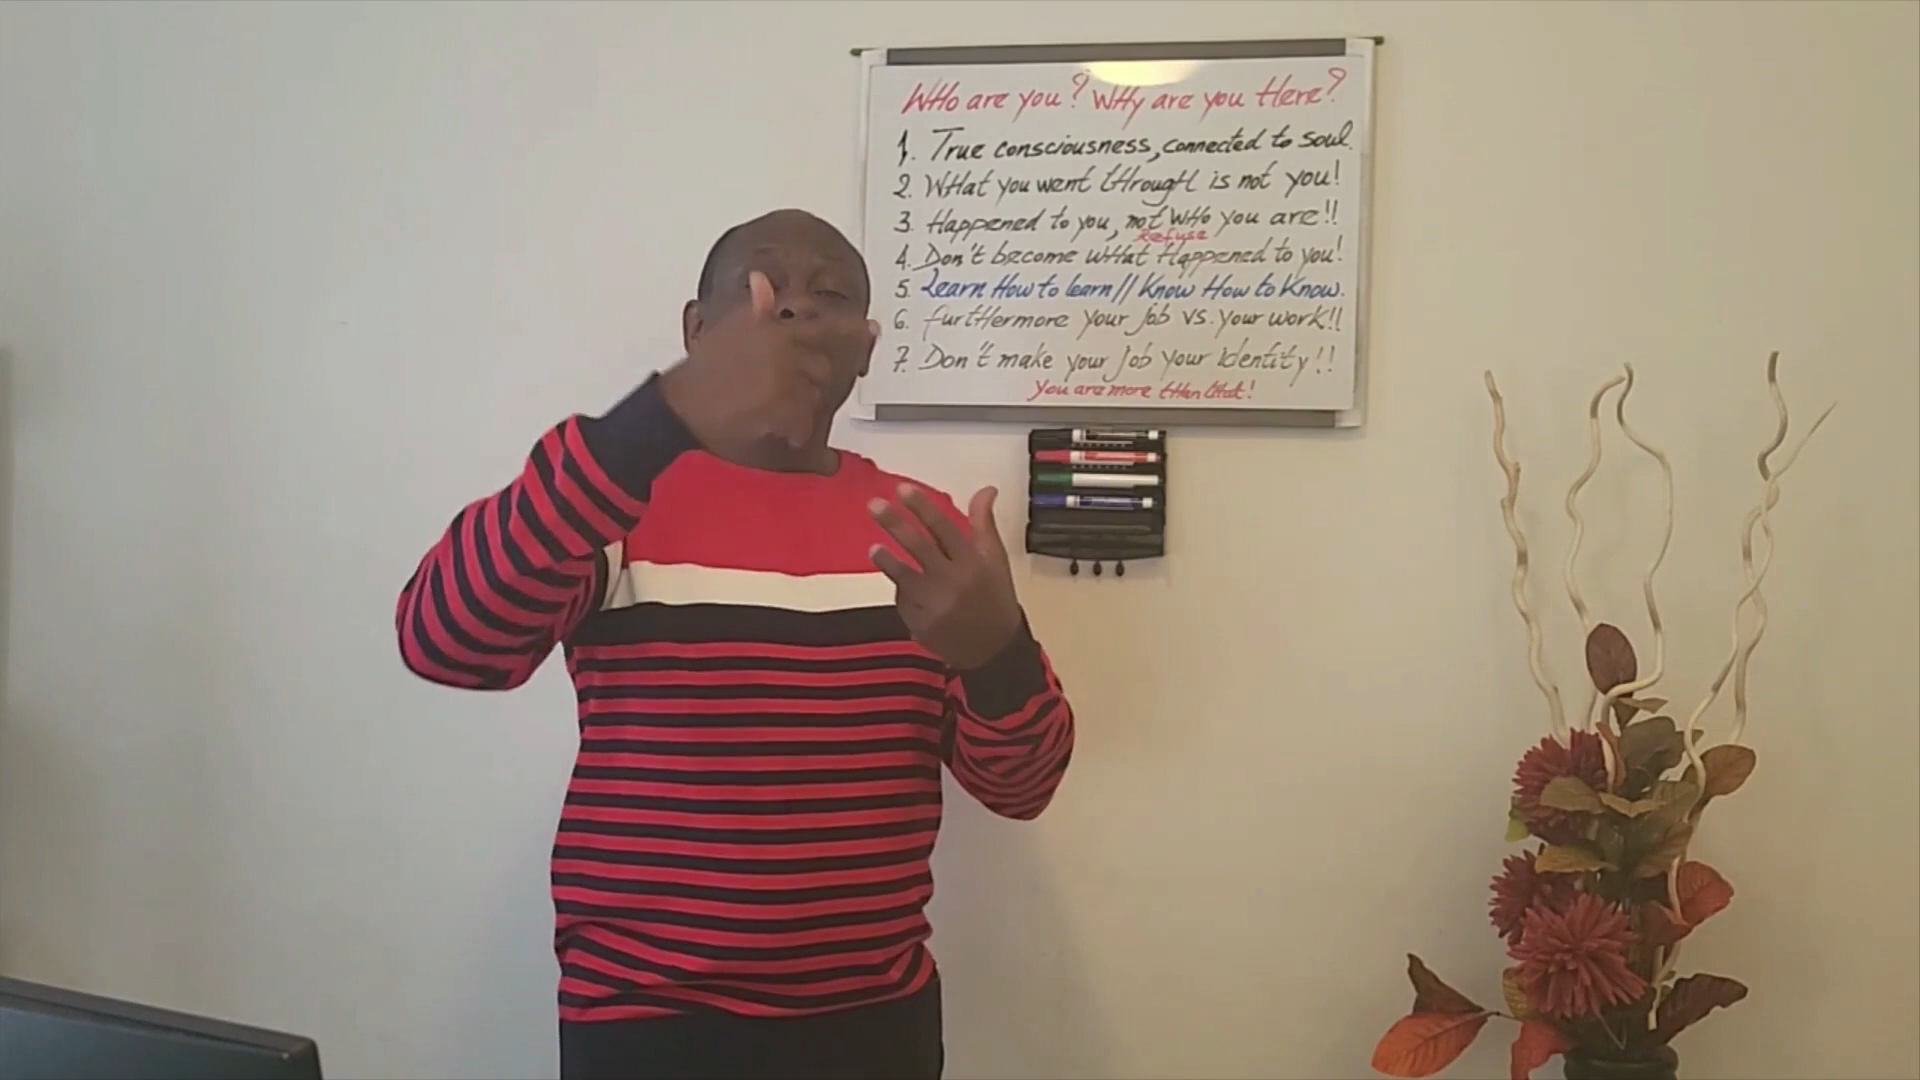 Who are you? Why are you Here?
1. True consciousness, connected to soul.
2. What you went through is not you!
3. Happened to you, not who you are!!
Refuse
4. Don't become what Happened to you!
5. Learn How to learn // Know How to Know.
6. furthermore your job vs. your work!!
7. Don't make your job your identity!!
You are more than that!